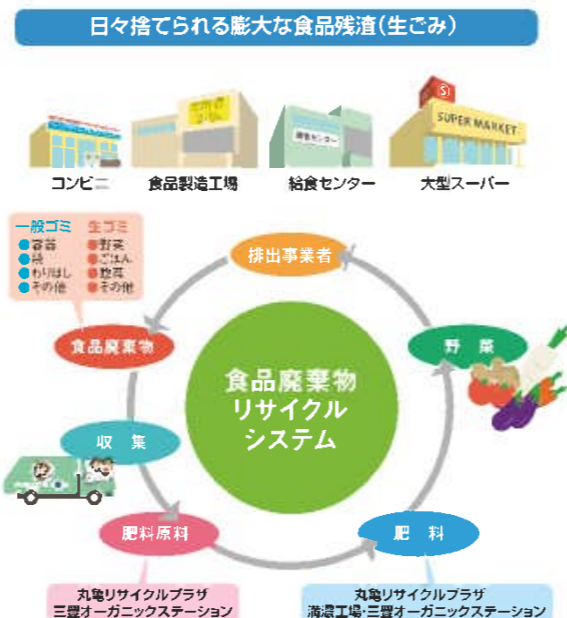 日々捨てられる膨大な食品残渣(生ごみ)
SUPER MARKET
コンビニ
食品製造工場
給食センター
大型スーパー
一般ゴミ
生ゴミ
●容器
●野菜
●袋
●ごはん
●わりばし
●惣菜
●その他
●その他
排出事業者
食品廃棄物
野菜
食品廃棄物
リサイクル
システム
収集
肥料原料
肥料
丸亀リサイクルプラザ
三豊オーガニックステーション
丸亀リサイクルプラザ
満濃工場・三豊オーガニックステーション